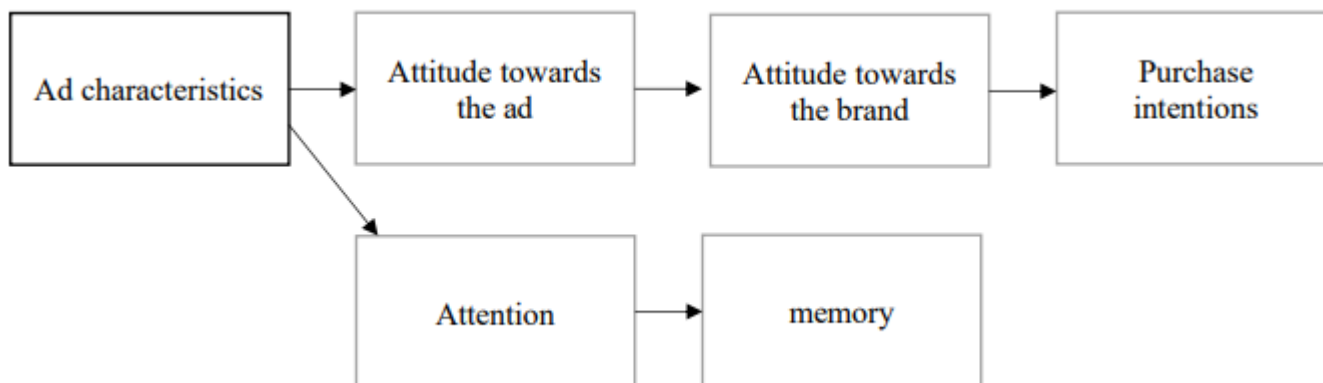 Ad characteristics
Attitude towards
the ad
Attitude towards
the brand
Purchase
intentions
Attention
memory